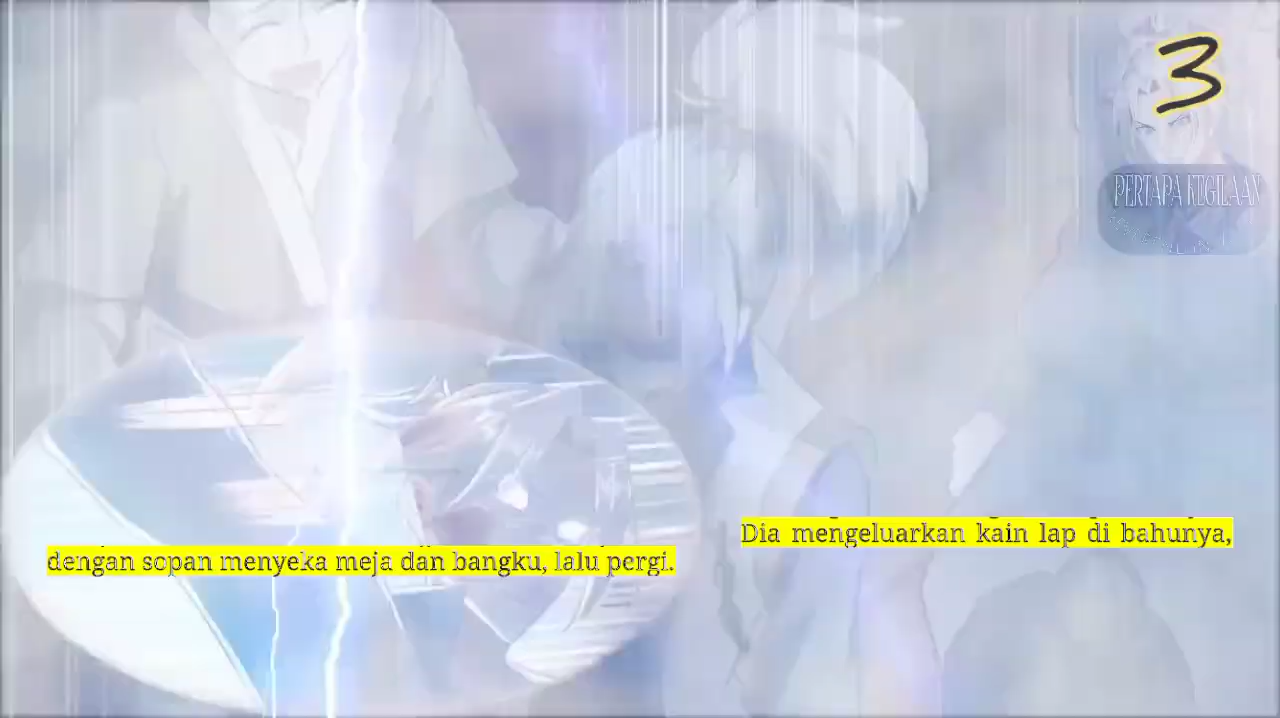 3
PERTAPA KEGILAAN
Dia mengeluarkan kain lap di bahunya,
dengan sopan menyeka meja dan bangku, lalu pergi.